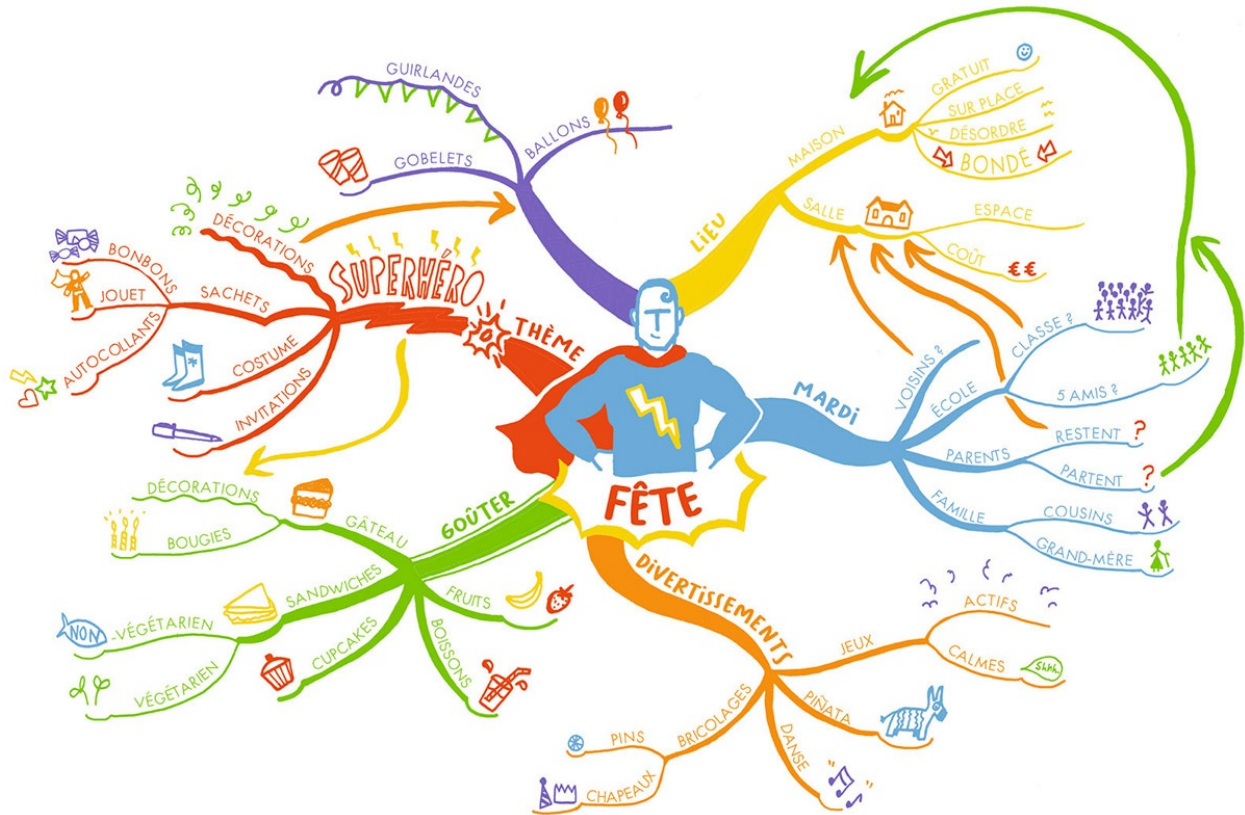 FÊTE
LIEU
MAISON
GRATUIT
SUR PLACE
DÉSORDRE
BONDÉ
SALLE
ESPACE
COÛT
€€
MARDI
VOISINS ?
ÉCOLE
CLASSE ?
5 AMIS ?
PARENTS
RESTENT ?
PARTENT ?
FAMILLE
COUSINS
GRAND-MÈRE
DIVERTISSEMENTS
JEUX
ACTIFS
CALMES
Shhh.
PIÑATA
DANSE
BRICOLAGES
PINS
CHAPEAUX
GOÛTER
FRUITS
BOISSONS
CUPCAKES
SANDWICHES
NON-VÉGÉTARIEN
VÉGÉTARIEN
GÂTEAU
DÉCORATIONS
BOUGIES
THÈME
SUPERHÉRO
INVITATIONS
COSTUME
SACHETS
BONBONS
JOUET
AUTOCOLLANTS
DÉCORATIONS
GOBELETS
GUIRLANDES
BALLONS